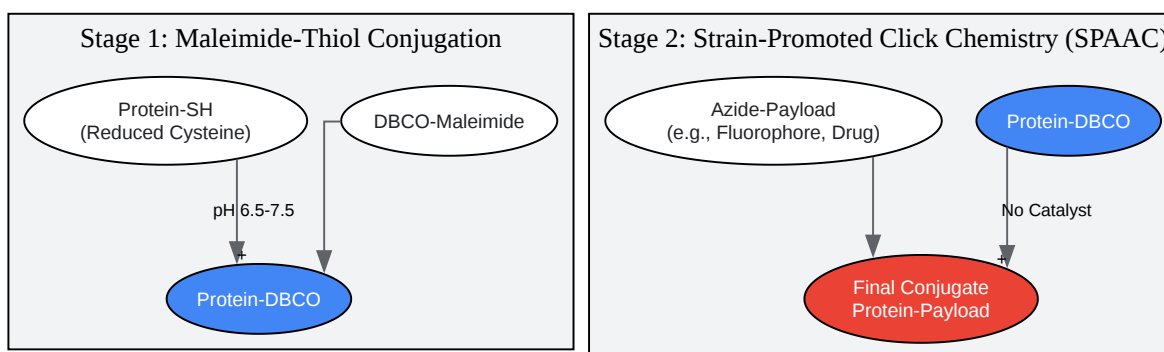 Stage 1: Maleimide-Thiol Conjugation
Protein-SH
(Reduced Cysteine)
DBCO-Maleimide
pH 6.5-7.5
+
Protein-DBCO
Stage 2: Strain-Promoted Click Chemistry (SPAAC)
Azide-Payload
(e.g., Fluorophore, Drug)
Protein-DBCO
No Catalyst
+
Final Conjugate
Protein-Payload